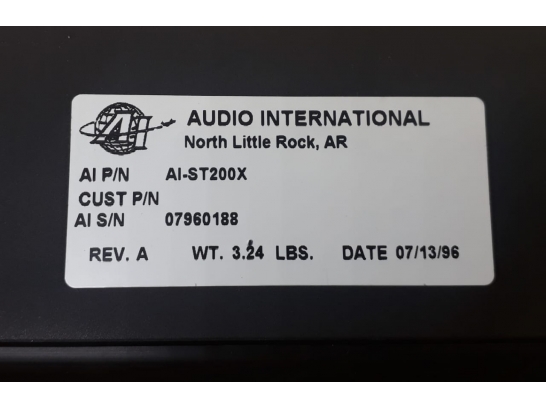 AI
AUDIO INTERNATIONAL
North Little Rock, AR
AI P/N AI-ST200X
CUST P/N
AI S/N 07960188
REV. A WT. 3.24 LBS. DATE 07/13/96